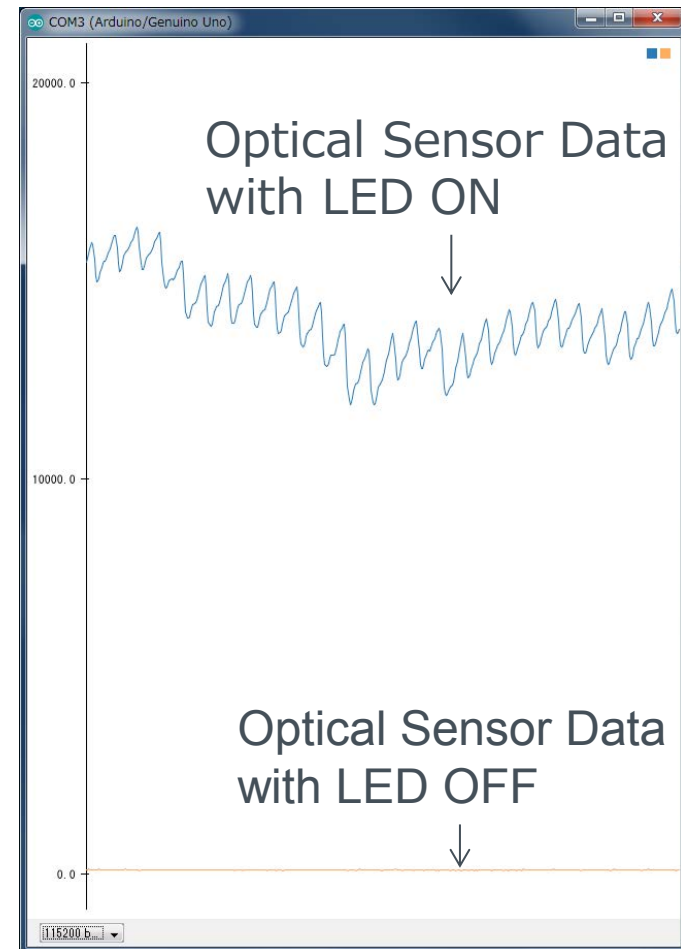 COM3 (Arduino/Genuino Uno)
20000.0
Optical Sensor Data
with LED ON
10000.0
Optical Sensor Data
with LED OFF
0.0
115200 b...